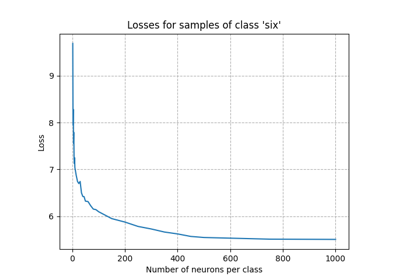 Losses for samples of class 'six'
9
8
7
6
Loss
0 200 400 600 800 1000
Number of neurons per class